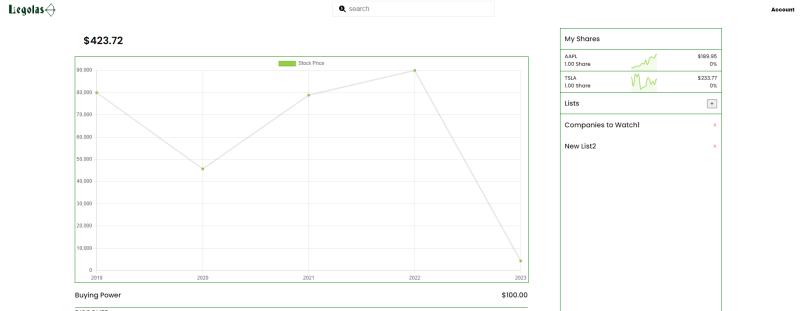 Legolas
search
Account
$423.72
Stock Price
90,000
80,000
70,000
60,000
50,000
40,000
30,000
20,000
10,000
0
2019
2020
2021
2022
2023
Buying Power
$100.00
My Shares
AAPL
$189.95
1.00 Share
0%
TSLA
$233.77
1.00 Share
0%
Lists
+
Companies to Watch1
×
New List2
×